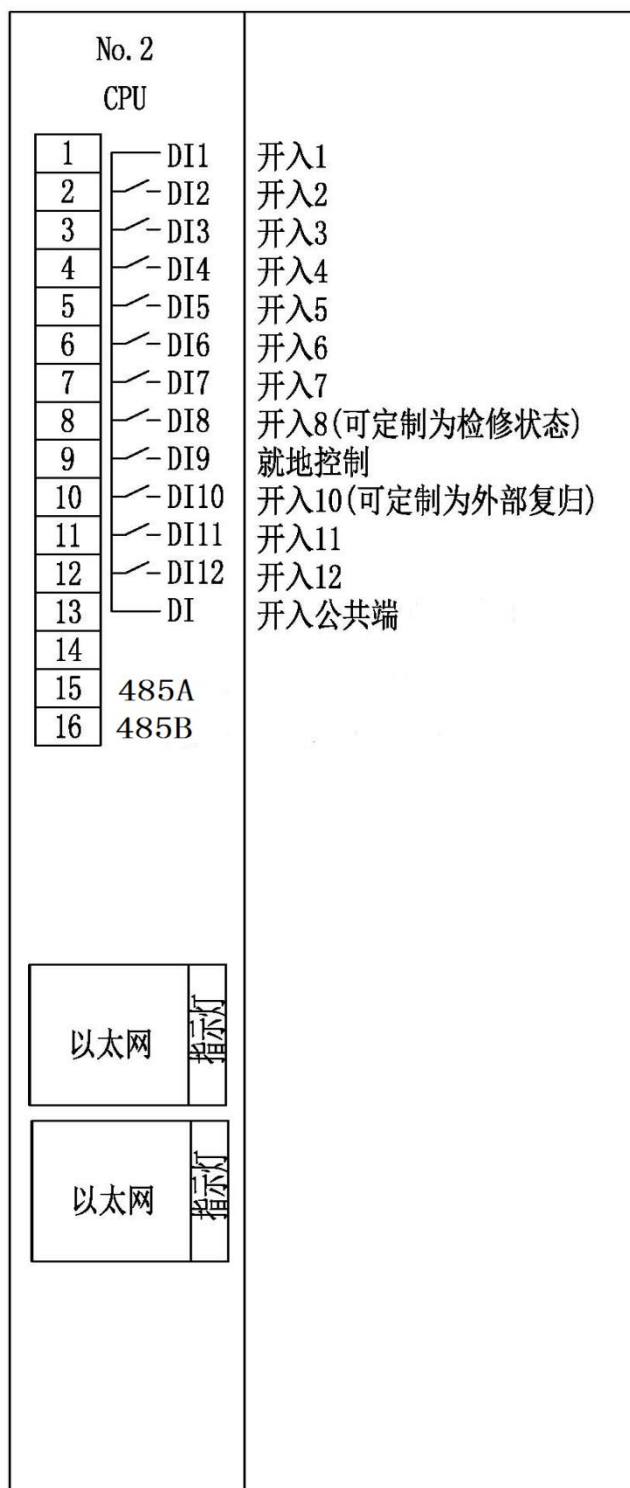 No.2
CPU
1 DI1 开入1
2 DI2 开入2
3 DI3 开入3
4 DI4 开入4
5 DI5 开入5
6 DI6 开入6
7 DI7 开入7
8 DI8 开入8(可定制为检修状态)
9 DI9 就地控制
10 DI10 开入10(可定制为外部复归)
11 DI11 开入11
12 DI12 开入12
13 DI 开入公共端
14
15 485A
16 485B
以太网 指示灯
以太网 指示灯